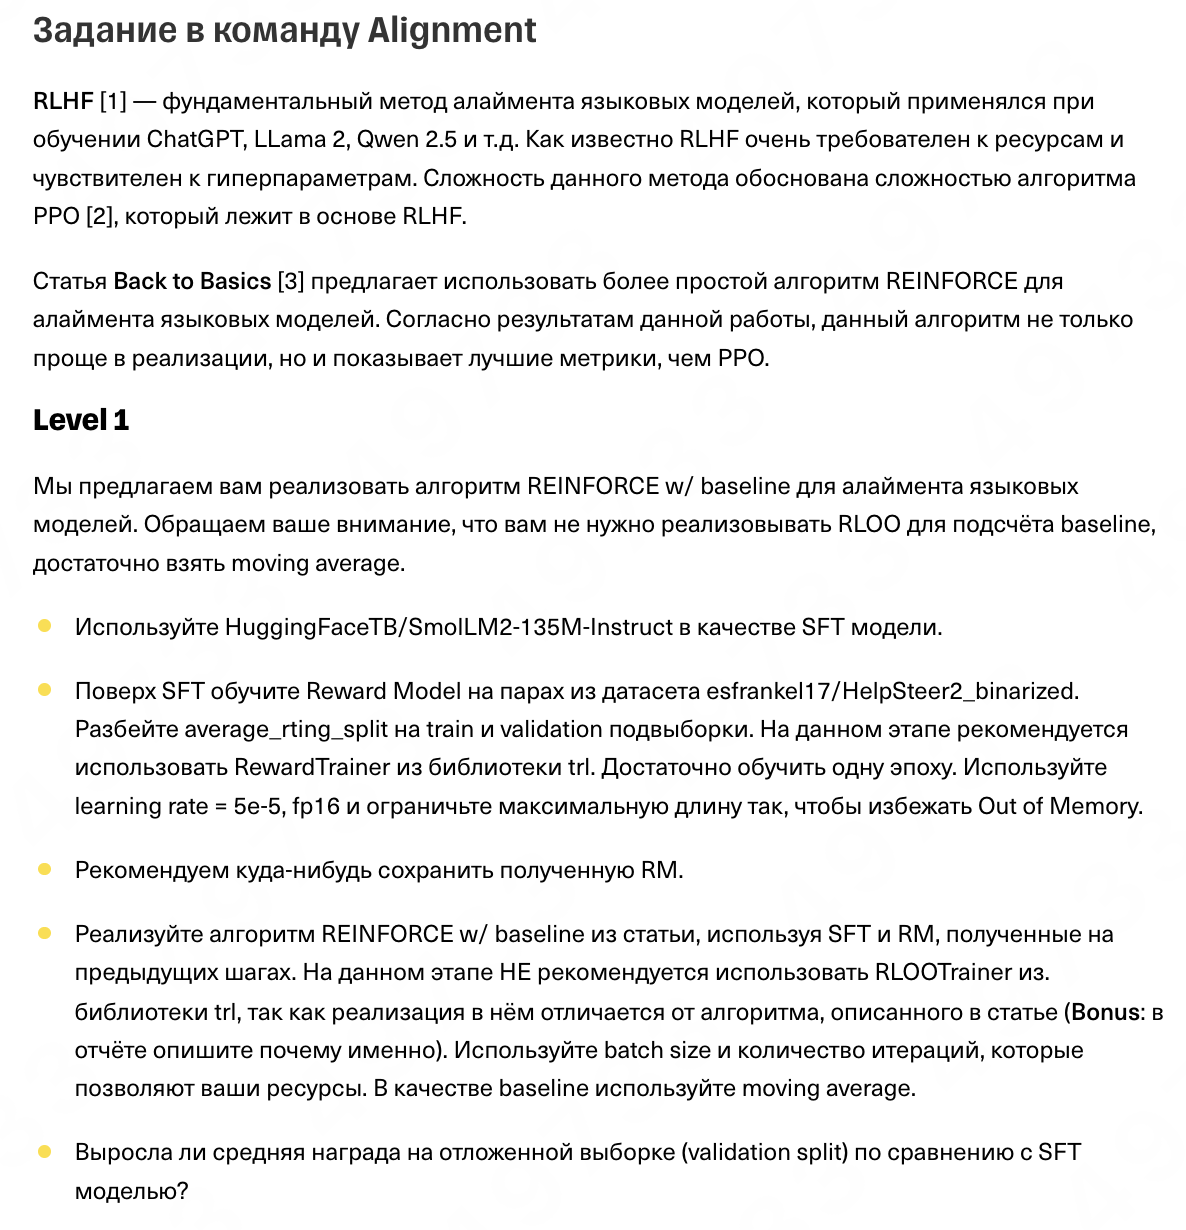 Задание в команду Alignment
RLHF [1] — фундаментальный метод алаймента языковых моделей, который применялся при
обучении ChatGPT, LLama 2, Qwen 2.5 и т.д. Как известно RLHF очень требователен к ресурсам и
чувствителен к гиперпараметрам. Сложность данного метода обоснована сложностью алгоритма
PPO [2], который лежит в основе RLHF.
Статья Back to Basics [3] предлагает использовать более простой алгоритм REINFORCE для
алаймента языковых моделей. Согласно результатам данной работы, данный алгоритм не только
проще в реализации, но и показывает лучшие метрики, чем PPO.
Level 1
Мы предлагаем вам реализовать алгоритм REINFORCE w/ baseline для алаймента языковых
моделей. Обращаем ваше внимание, что вам не нужно реализовывать RLOO для подсчёта baseline,
достаточно взять moving average.
Используйте HuggingFaceTB/SmolLM2-135M-Instruct в качестве SFT модели.
Поверх SFT обучите Reward Model на парах из датасета esfrankel17/HelpSteer2_binarized.
Разбейте average_rting_split на train и validation подвыборки. На данном этапе рекомендуется
использовать RewardTrainer из библиотеки trl. Достаточно обучить одну эпоху. Используйте
learning rate = 5e-5, fp16 и ограничьте максимальную длину так, чтобы избежать Out of Memory.
Рекомендуем куда-нибудь сохранить полученную RM.
Реализуйте алгоритм REINFORCE w/ baseline из статьи, используя SFT и RM, полученные на
предыдущих шагах. На данном этапе НЕ рекомендуется использовать RLOOTrainer из.
библиотеки trl, так как реализация в нём отличается от алгоритма, описанного в статье (Bonus: в
отчёте опишите почему именно). Используйте batch size и количество итераций, которые
позволяют ваши ресурсы. В качестве baseline используйте moving average.
Выросла ли средняя награда на отложенной выборке (validation split) по сравнению с SFT
моделью?